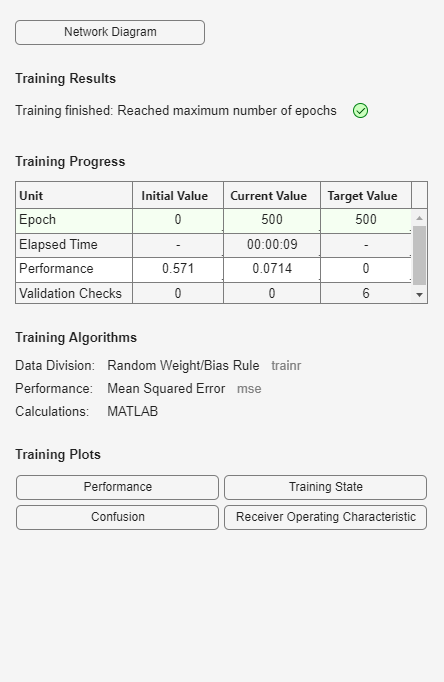 Network Diagram
Training Results
Training finished: Reached maximum number of epochs
Training Progress
Unit Initial Value Current Value Target Value
Epoch 0 500 500
Elapsed Time - 00:00:09 -
Performance 0.571 0.0714 0
Validation Checks 0 0 6
Training Algorithms
Data Division: Random Weight/Bias Rule trainr
Performance: Mean Squared Error mse
Calculations: MATLAB
Training Plots
Performance Training State
Confusion Receiver Operating Characteristic